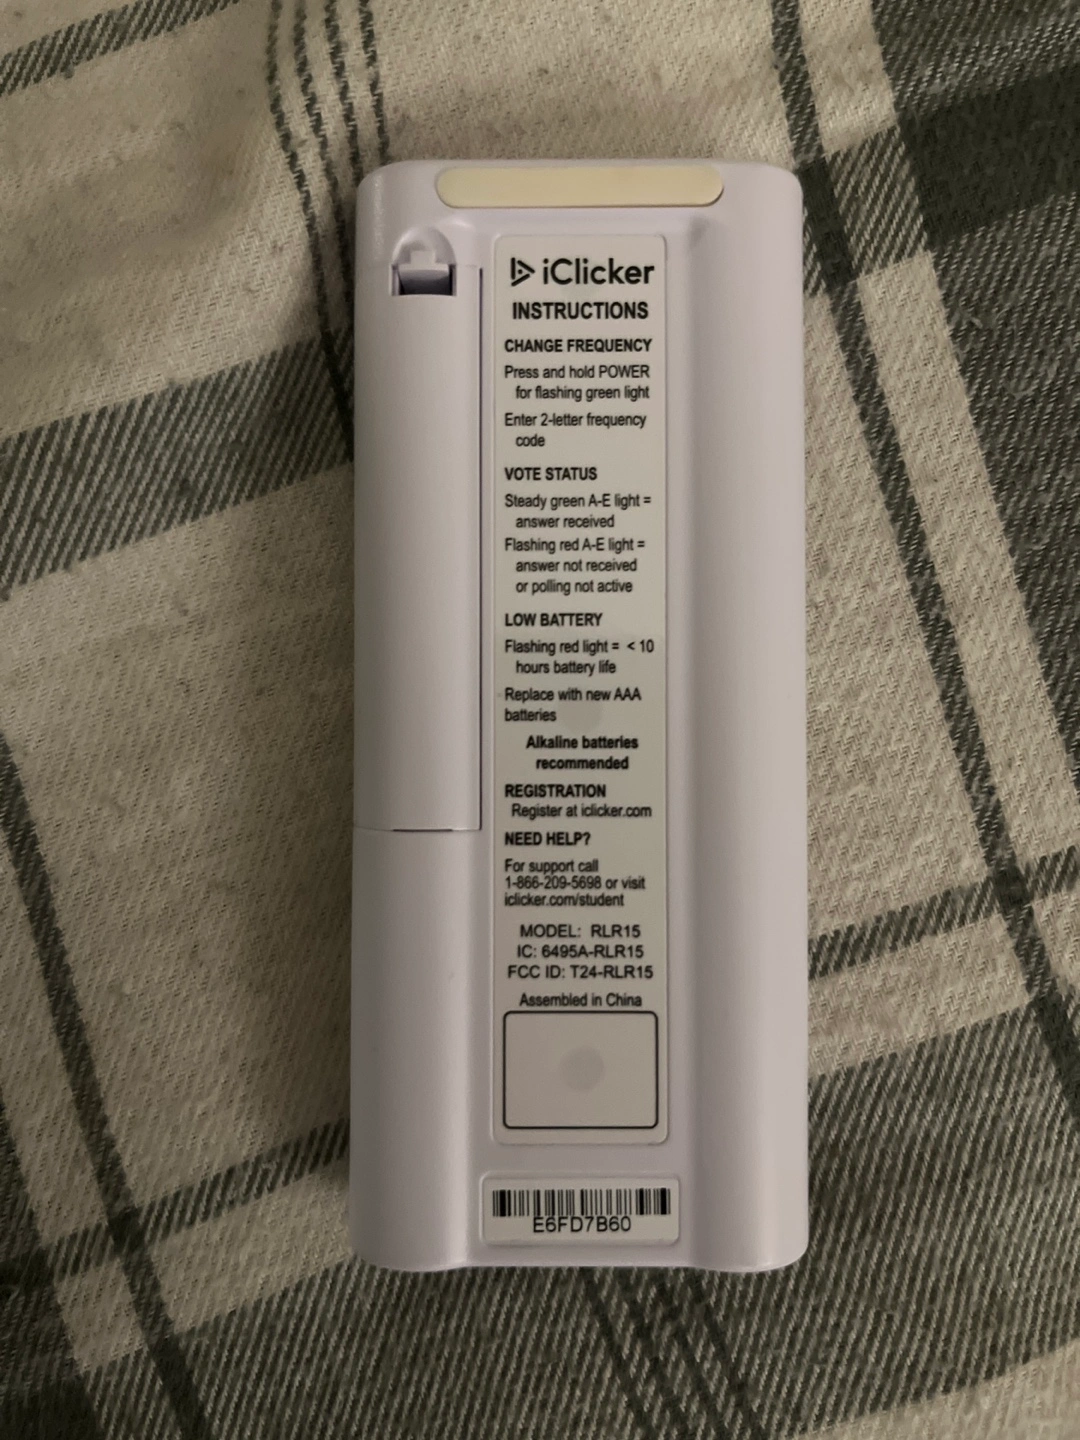 iClicker
INSTRUCTIONS
CHANGE FREQUENCY
Press and hold POWER
for flashing green light
Enter 2-letter frequency
code
VOTE STATUS
Steady green A-E light =
answer received
Flashing red A-E light =
answer not received
or polling not active
LOW BATTERY
Flashing red light = < 10
hours battery life
Replace with new AAA
batteries
Alkaline batteries
recommended
REGISTRATION
Register at iclicker.com
NEED HELP?
For support call
1-866-209-5698 or visit
iclicker.com/student
MODEL: RLR15
IC: 6495A-RLR15
FCC ID: T24-RLR15
Assembled in China
E6FD7B60